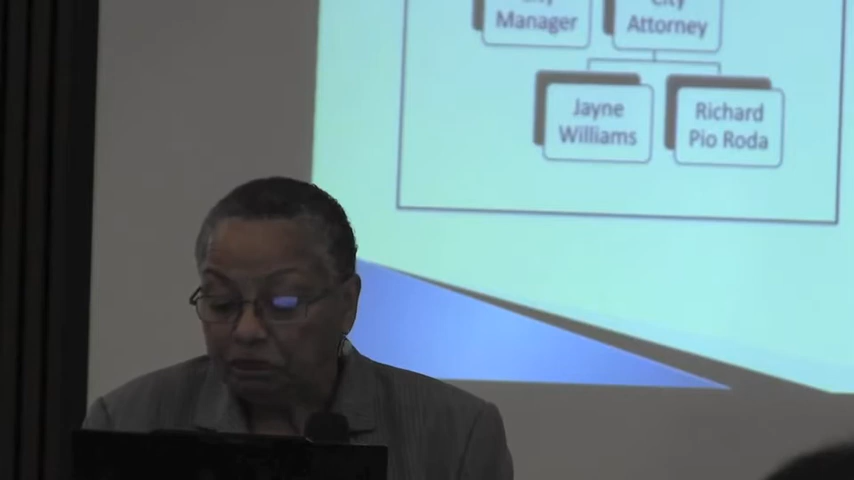 Manager
Attorney
Jayne
Williams
Richard
Pio Roda